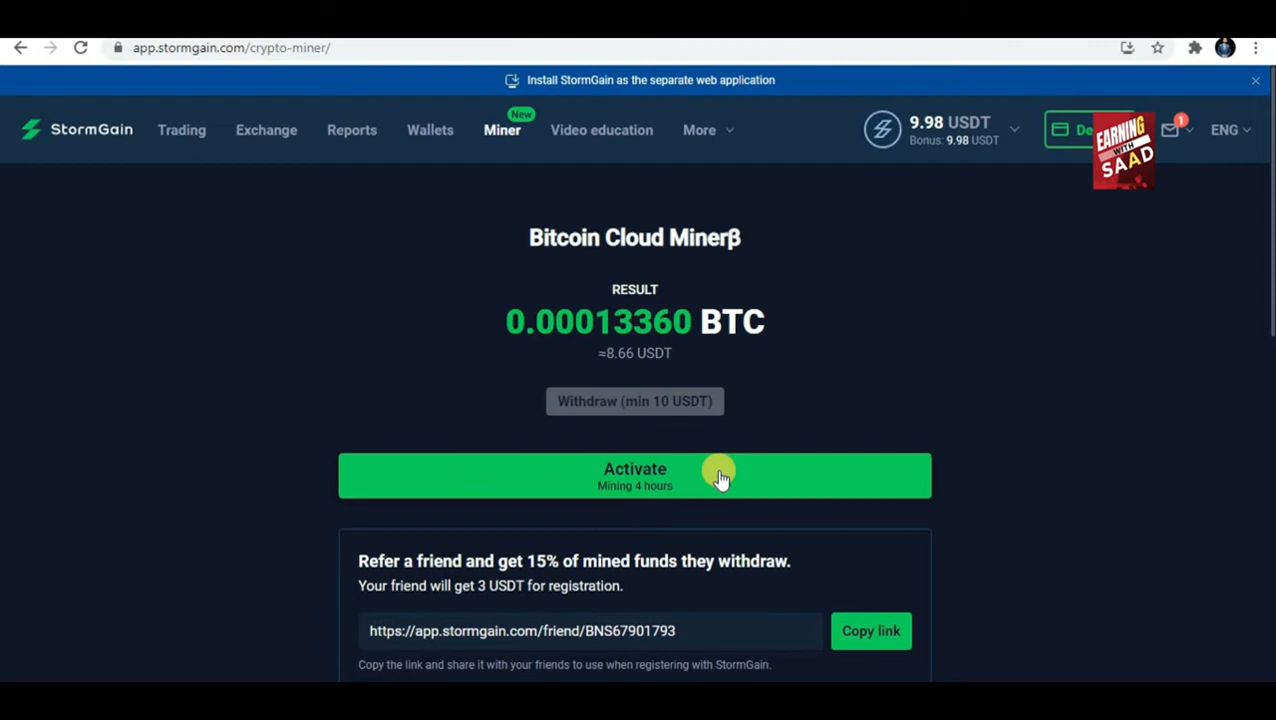 app.stormgain.com/crypto-miner/
Install StormGain as the separate web application
StormGain Trading Exchange Reports Wallets Miner New Video education More 9.98 USDT ENG
Bonus: 9.98 USDT
De
1
EARNING
WITH
SAAD
Bitcoin Cloud Minerβ
RESULT
0.00013360 BTC
≈8.66 USDT
Withdraw (min 10 USDT)
Activate
Mining 4 hours
Refer a friend and get 15% of mined funds they withdraw.
Your friend will get 3 USDT for registration.
https://app.stormgain.com/friend/BNS67901793 Copy link
Copy the link and share it with your friends to use when registering with StormGain.